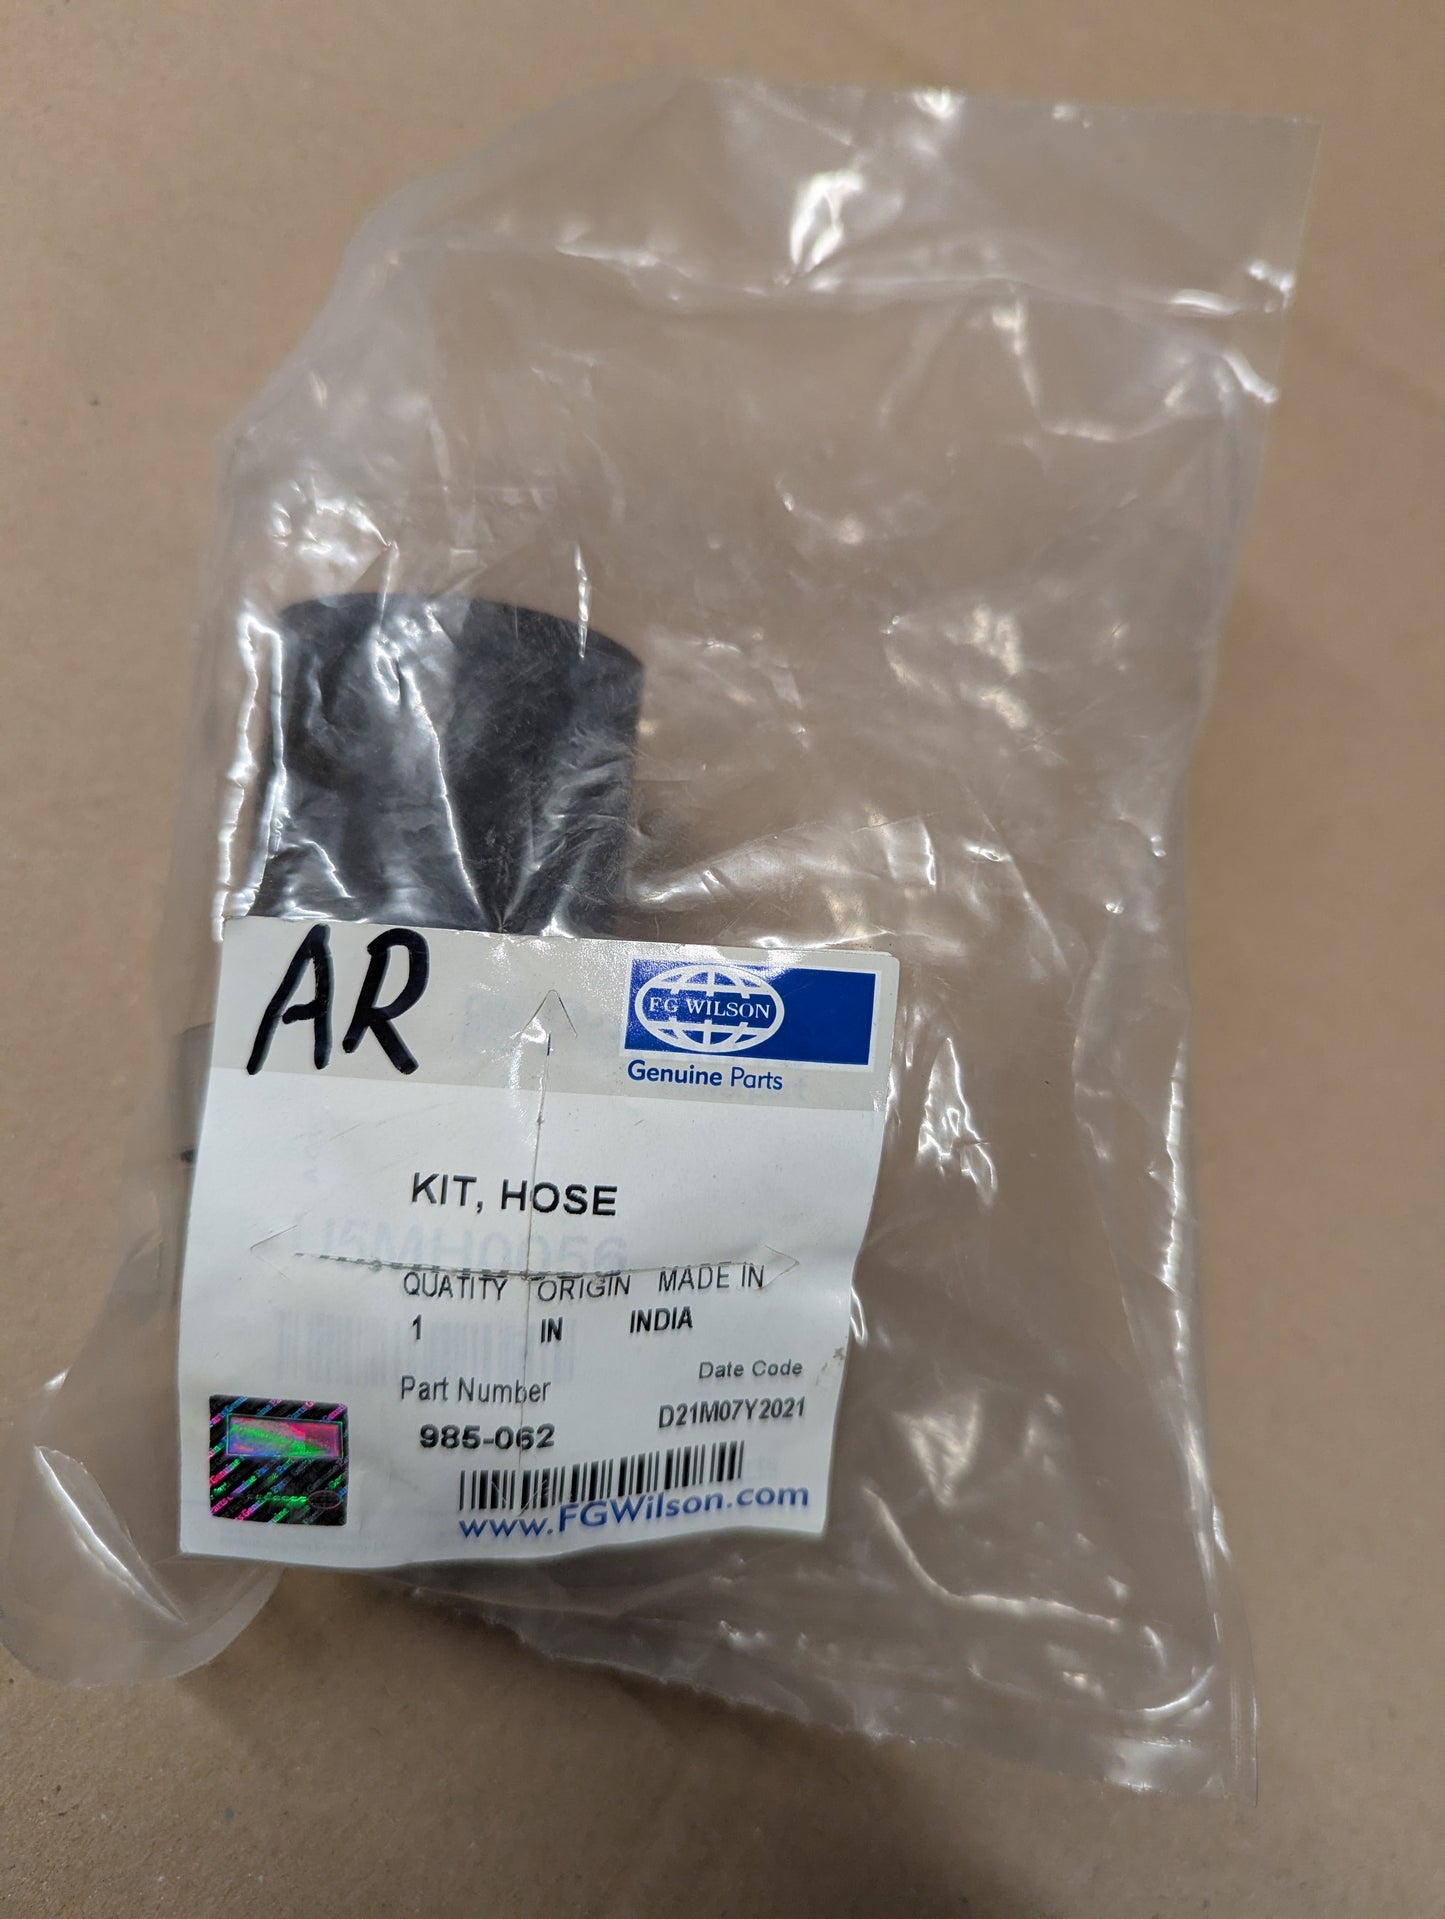 AR
FG WILSON
Genuine Parts
KIT, HOSE
QUATITY ORIGIN MADE IN
1 IN INDIA
Date Code
Part Number
D21M07Y2021
985-062
www.FGWilson.com